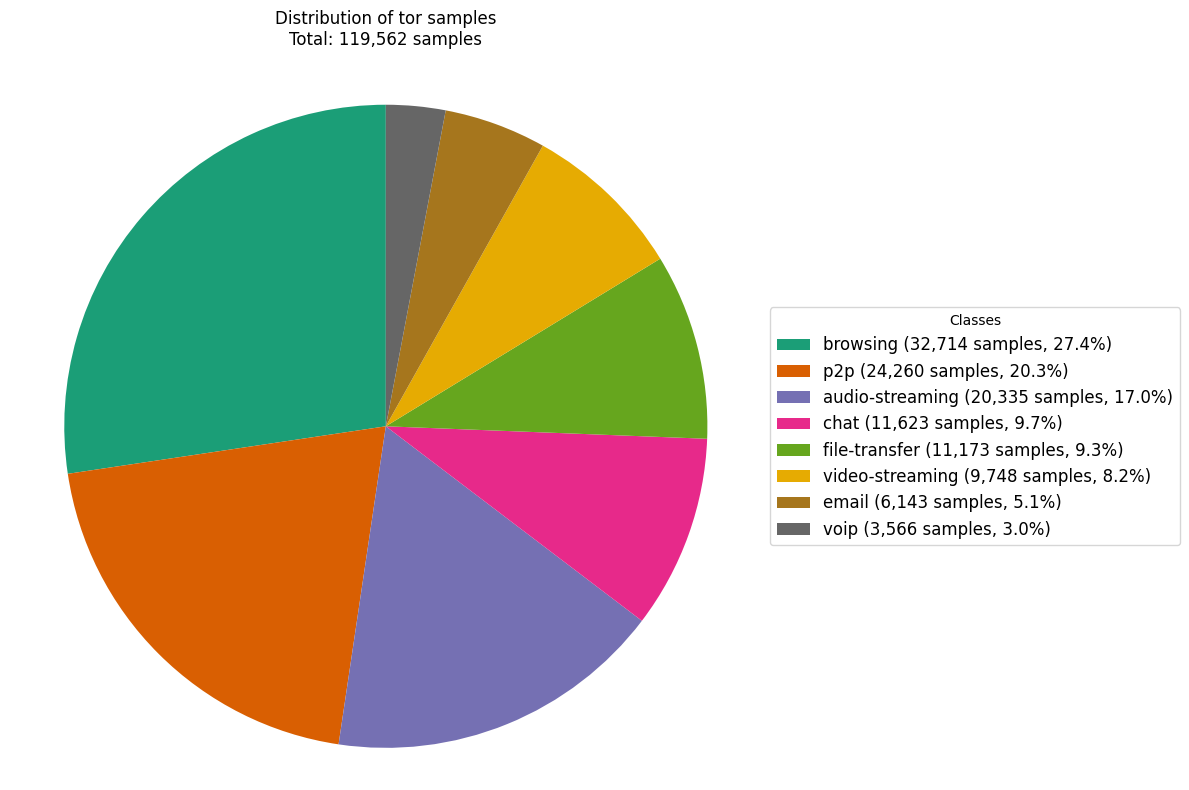 Distribution of tor samples
Total: 119,562 samples
Classes
browsing (32,714 samples, 27.4%)
p2p (24,260 samples, 20.3%)
audio-streaming (20,335 samples, 17.0%)
chat (11,623 samples, 9.7%)
file-transfer (11,173 samples, 9.3%)
video-streaming (9,748 samples, 8.2%)
email (6,143 samples, 5.1%)
voip (3,566 samples, 3.0%)